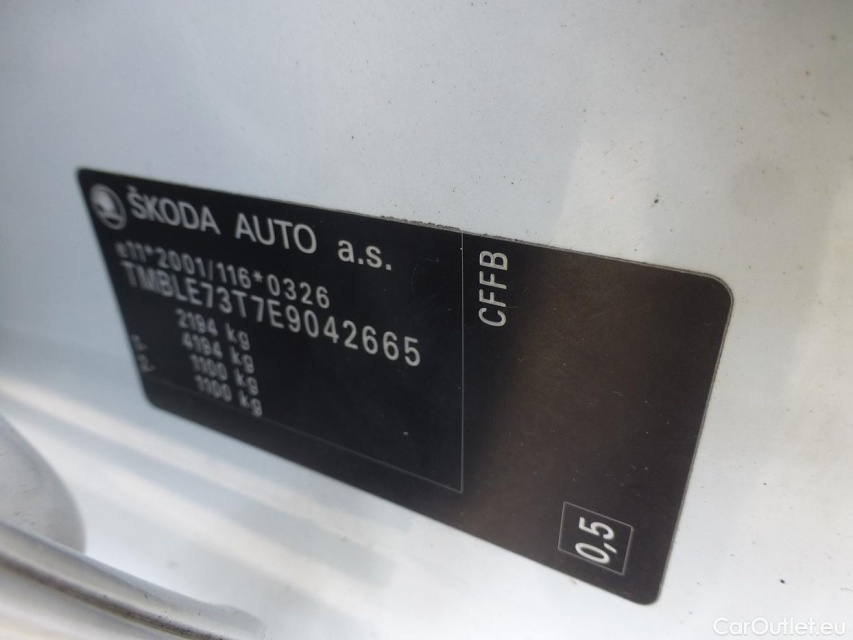 ŠKODA AUTO a.s.
e11*2001/116*0326
TMBLE73T7E9042665
2194 kg
4194 kg
1. 1100 kg
2. 1100 kg
CFFB
0,5
CarOutlet.eu